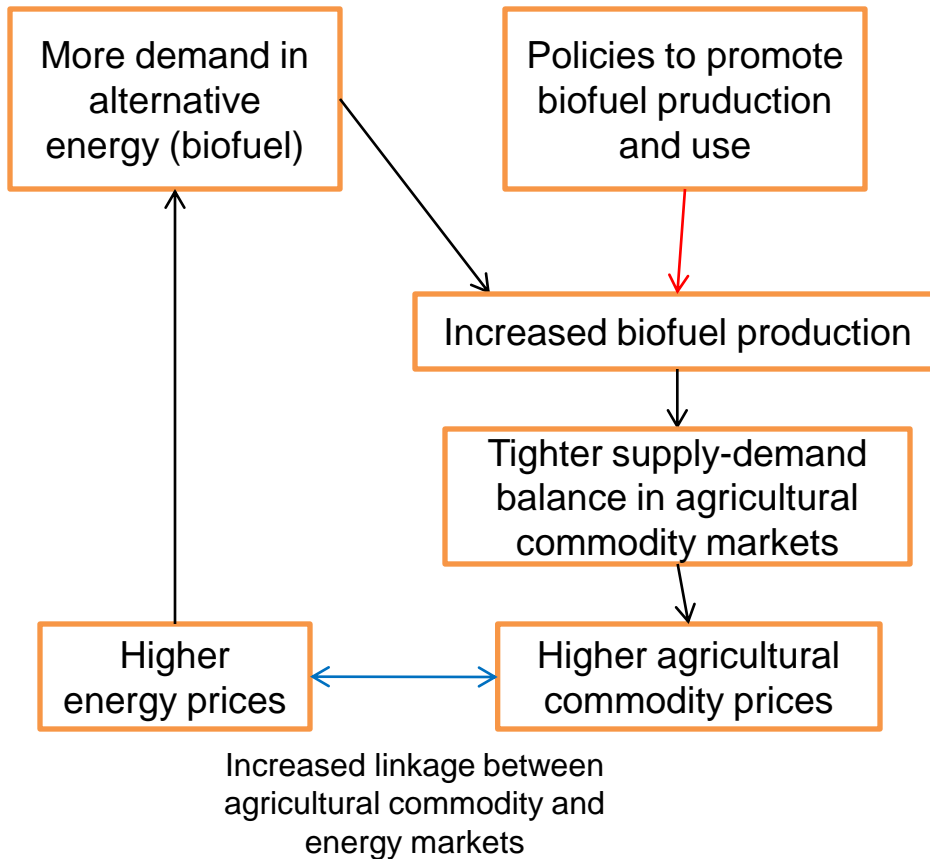 More demand in
alternative
energy (biofuel)
Policies to promote
biofuel pruduction
and use
Increased biofuel production
Tighter supply-demand
balance in agricultural
commodity markets
Higher
energy prices
Higher agricultural
commodity prices
Increased linkage between
agricultural commodity and
energy markets